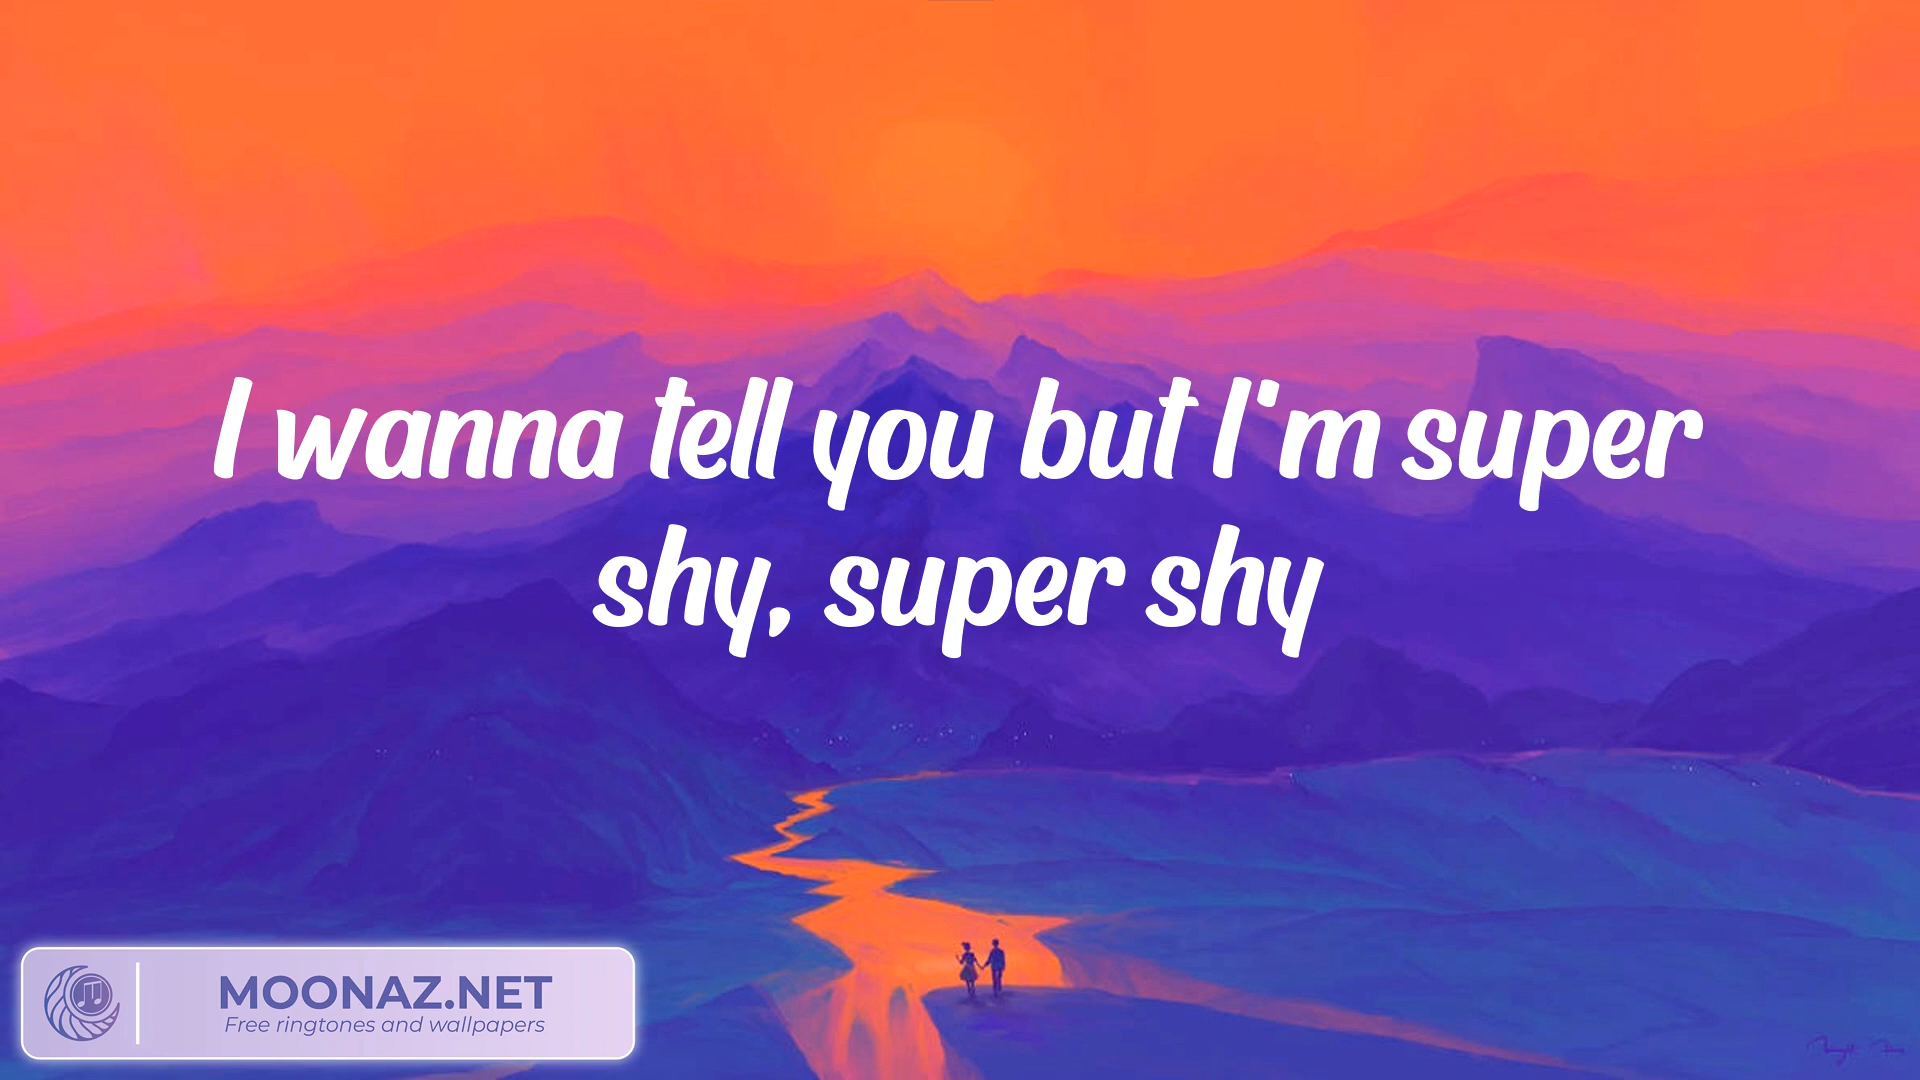 I wanna tell you but I'm super
shy, super shy
MOONAZ.NET
Free ringtones and wallpapers